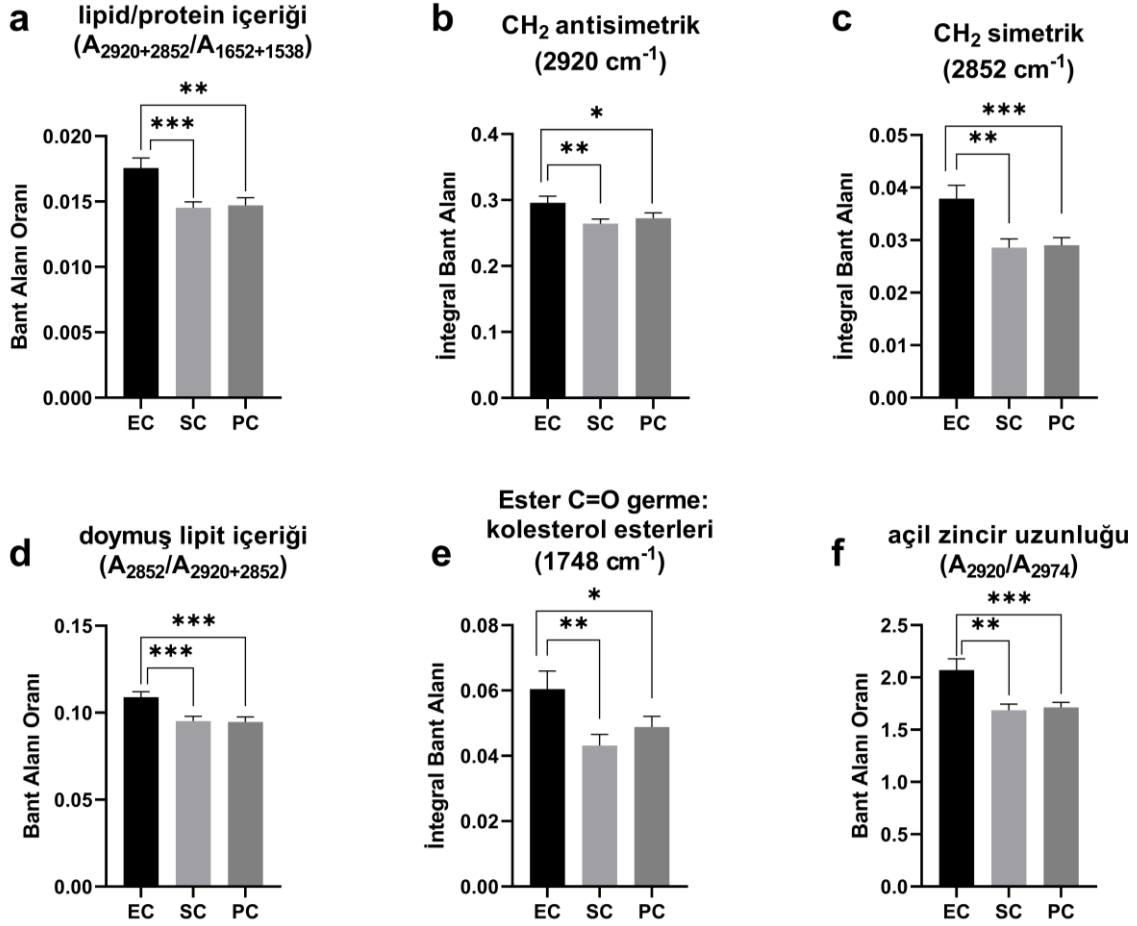 a
lipid/protein içeriği
(A₂₉₂₀₊₂₈₅₂/A₁₆₅₂₊₁₅₃₈)
**
***
Bant Alanı Oranı
0.020
0.015
0.010
0.005
0.000
EC SC PC
b
CH₂ antisimetrik
(2920 cm⁻¹)
*
**
İntegral Bant Alanı
0.4
0.3
0.2
0.1
0.0
EC SC PC
c
CH₂ simetrik
(2852 cm⁻¹)
***
**
İntegral Bant Alanı
0.05
0.04
0.03
0.02
0.01
0.00
EC SC PC
d
doymuş lipit içeriği
(A₂₈₅₂/A₂₉₂₀₊₂₈₅₂)
***
***
Bant Alanı Oranı
0.15
0.10
0.05
0.00
EC SC PC
e
Ester C=O germe:
kolesterol esterleri
(1748 cm⁻¹)
*
**
İntegral Bant Alanı
0.08
0.06
0.04
0.02
0.00
EC SC PC
f
açil zincir uzunluğu
(A₂₉₂₀/A₂₉₇₄)
***
**
Bant Alanı Oranı
2.5
2.0
1.5
1.0
0.5
0.0
EC SC PC